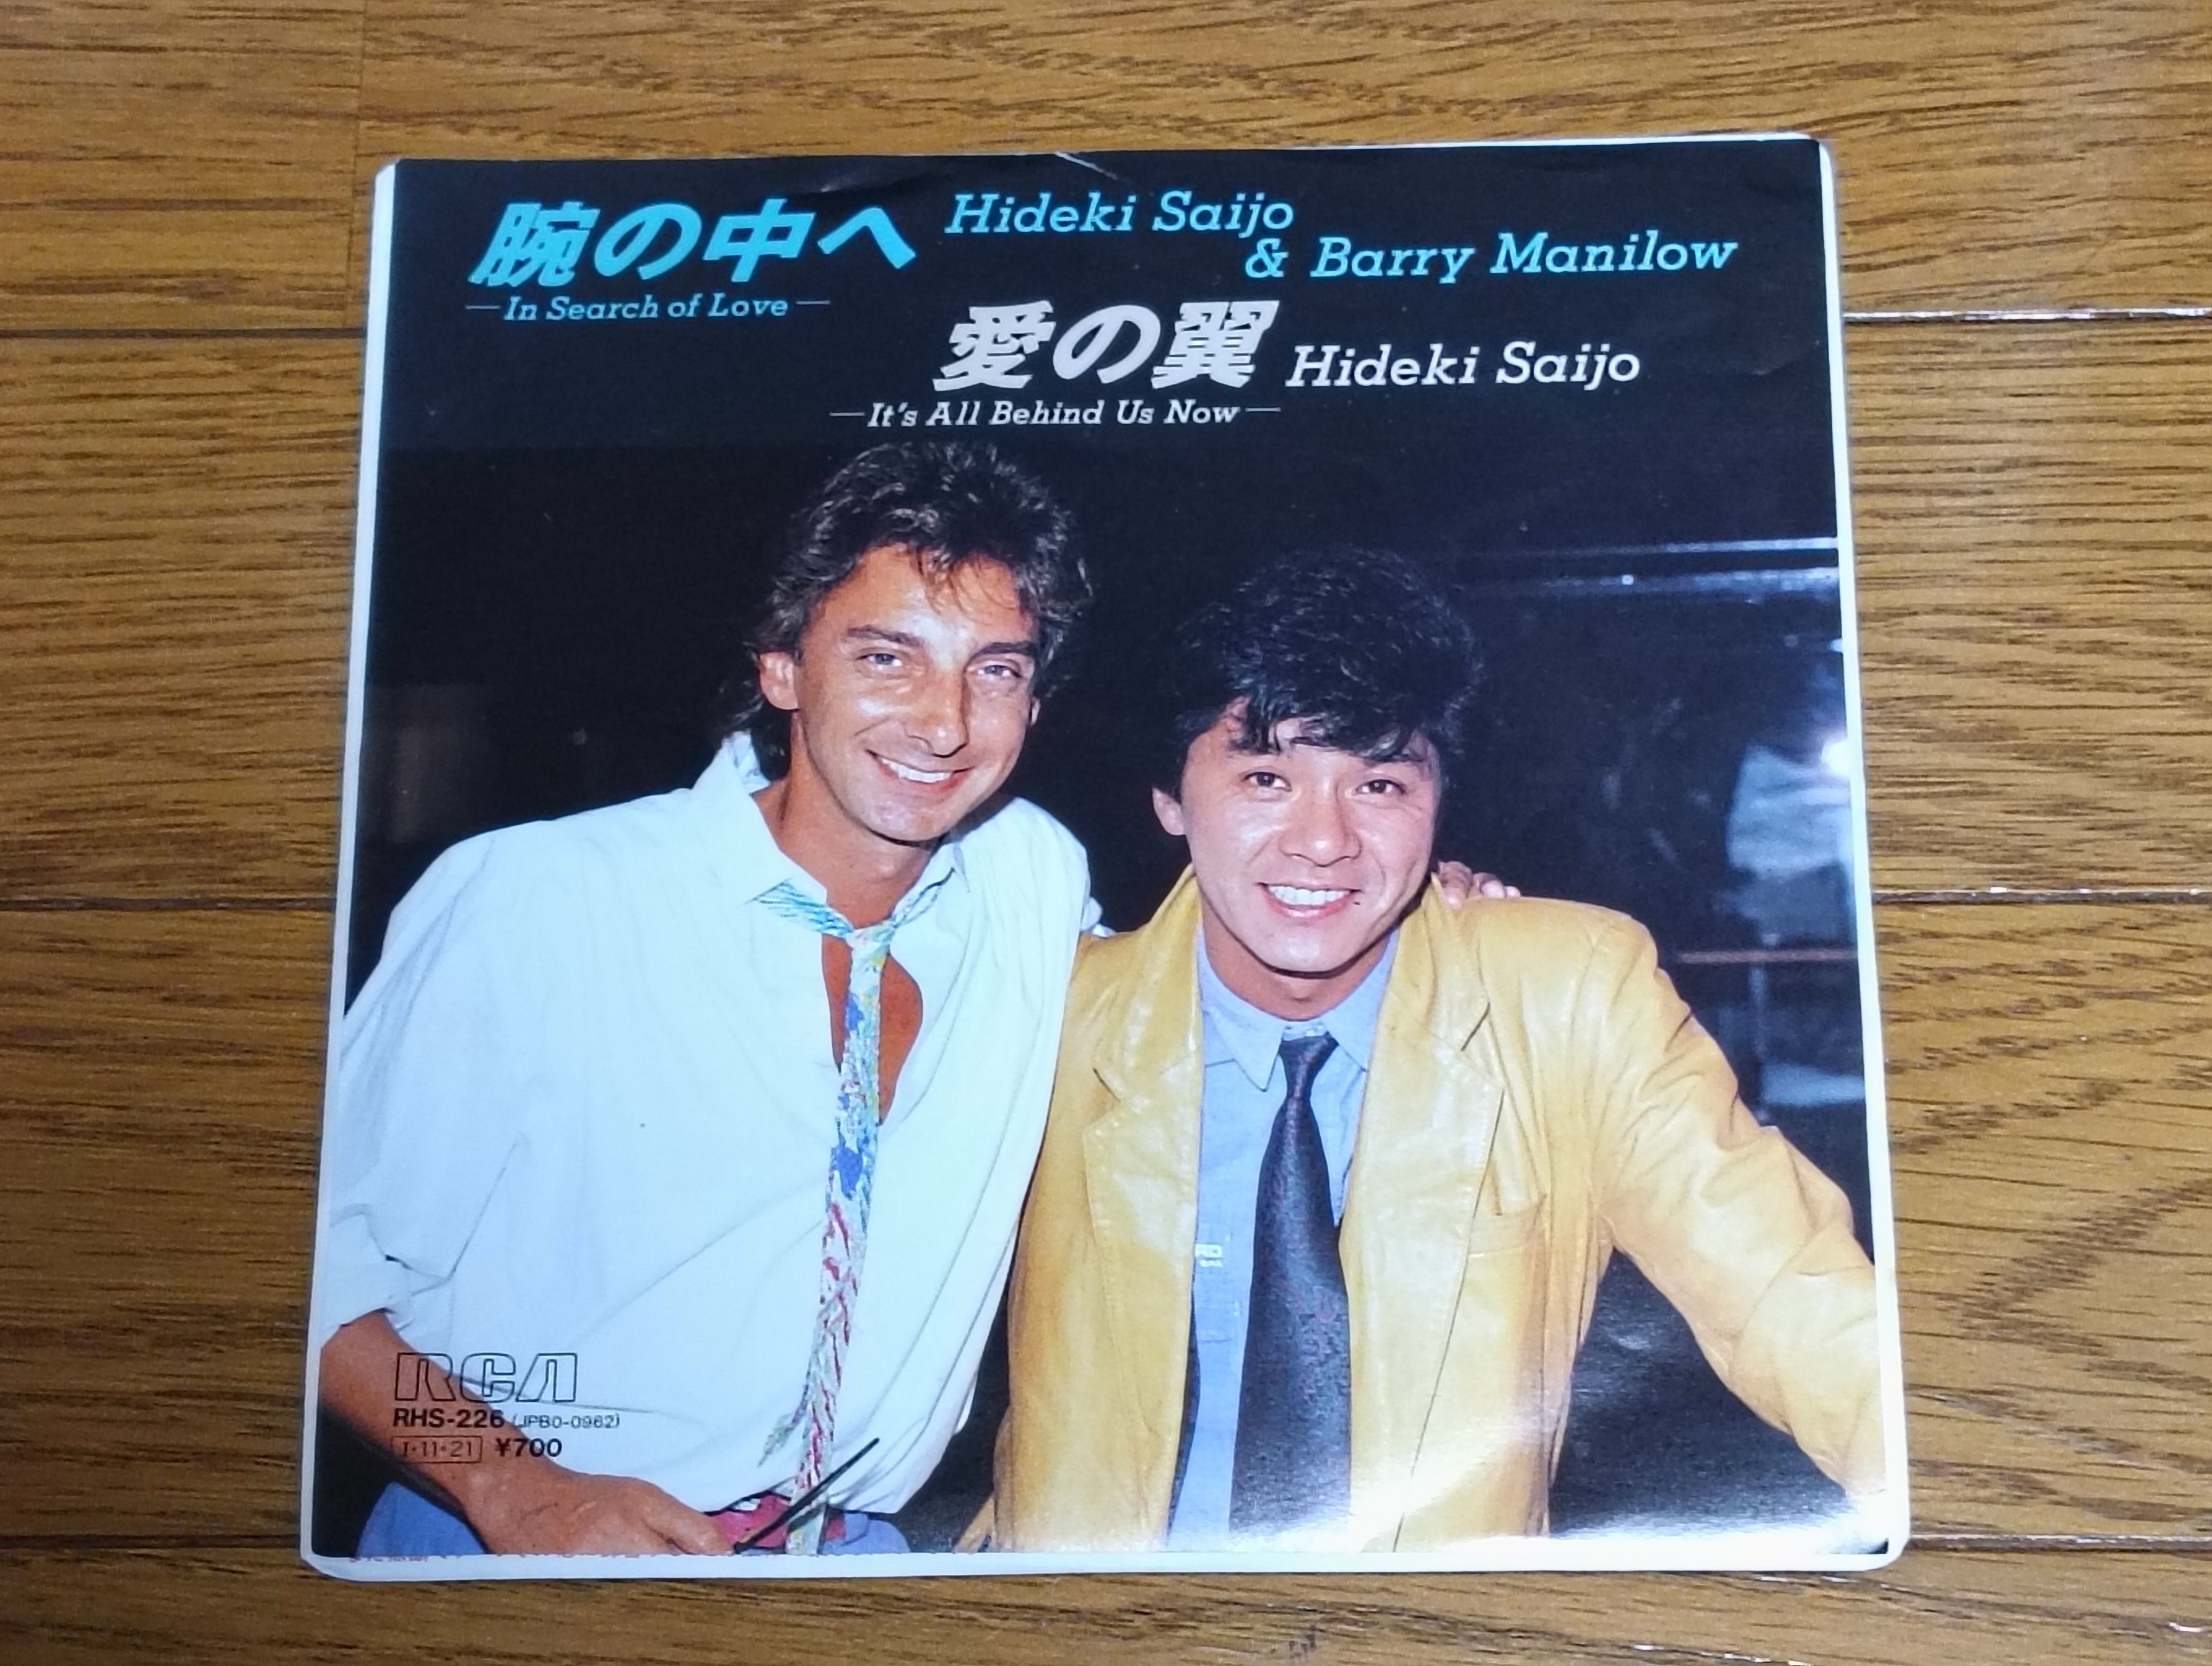 腕の中へ
Hideki Saijo
& Barry Manilow
—In Search of Love—
愛の翼 Hideki Saijo
—It's All Behind Us Now—
RCA
RHS-226 (JPB0-0962)
I・11・21 ¥700